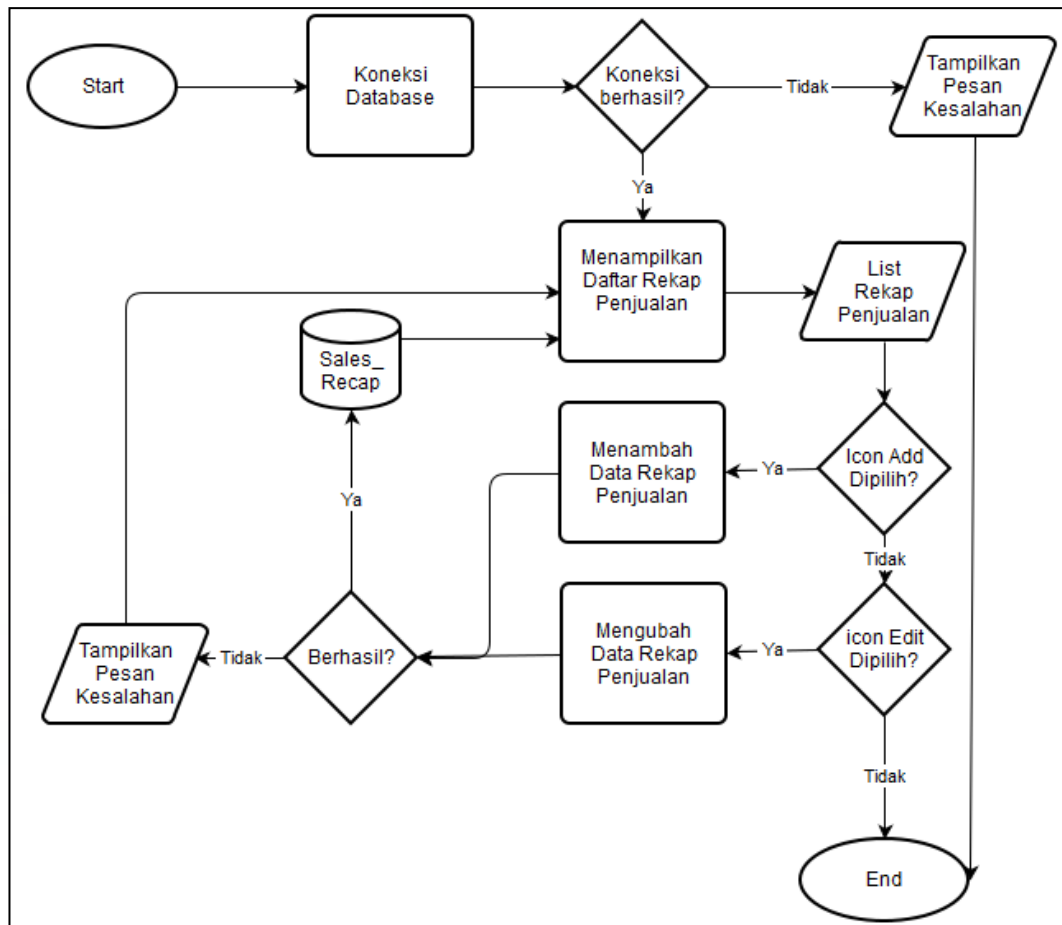 Start
Koneksi
Database
Koneksi
berhasil?
Tidak
Tampilkan
Pesan
Kesalahan
Ya
Menampilkan
Daftar Rekap
Penjualan
List
Rekap
Penjualan
Sales_
Recap
Menambah
Data Rekap
Penjualan
Ya
Icon Add
Dipilih?
Ya
Tidak
Tampilkan
Pesan
Kesalahan
Tidak
Berhasil?
Mengubah
Data Rekap
Penjualan
Ya
icon Edit
Dipilih?
Tidak
End